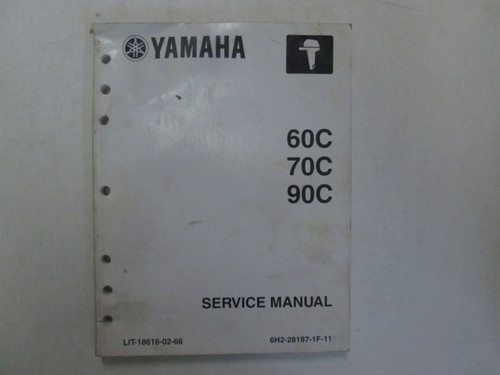 YAMAHA
60C
70C
90C
SERVICE MANUAL
LIT-18616-02-66 6H2-28197-1F-11